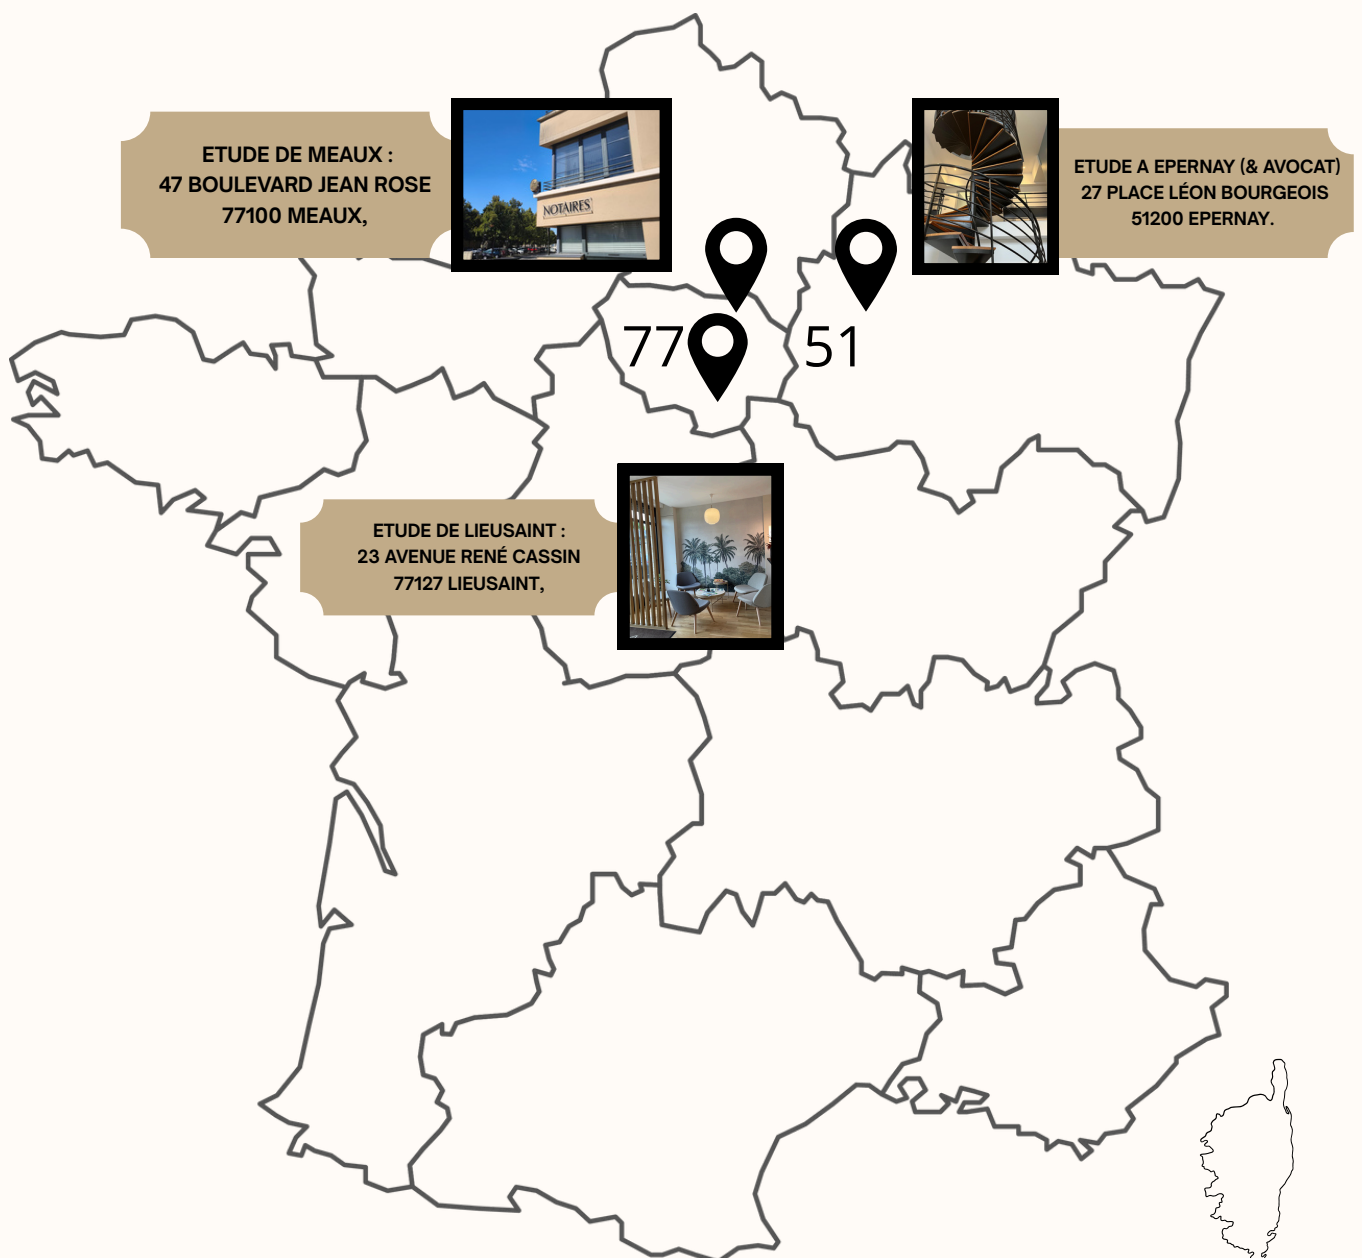 ETUDE DE MEAUX :
47 BOULEVARD JEAN ROSE
77100 MEAUX,
NOTAIRES
ETUDE A EPERNAY (& AVOCAT)
27 PLACE LÉON BOURGEOIS
51200 EPERNAY.
77
51
ETUDE DE LIEUSAINT :
23 AVENUE RENÉ CASSIN
77127 LIEUSAINT,